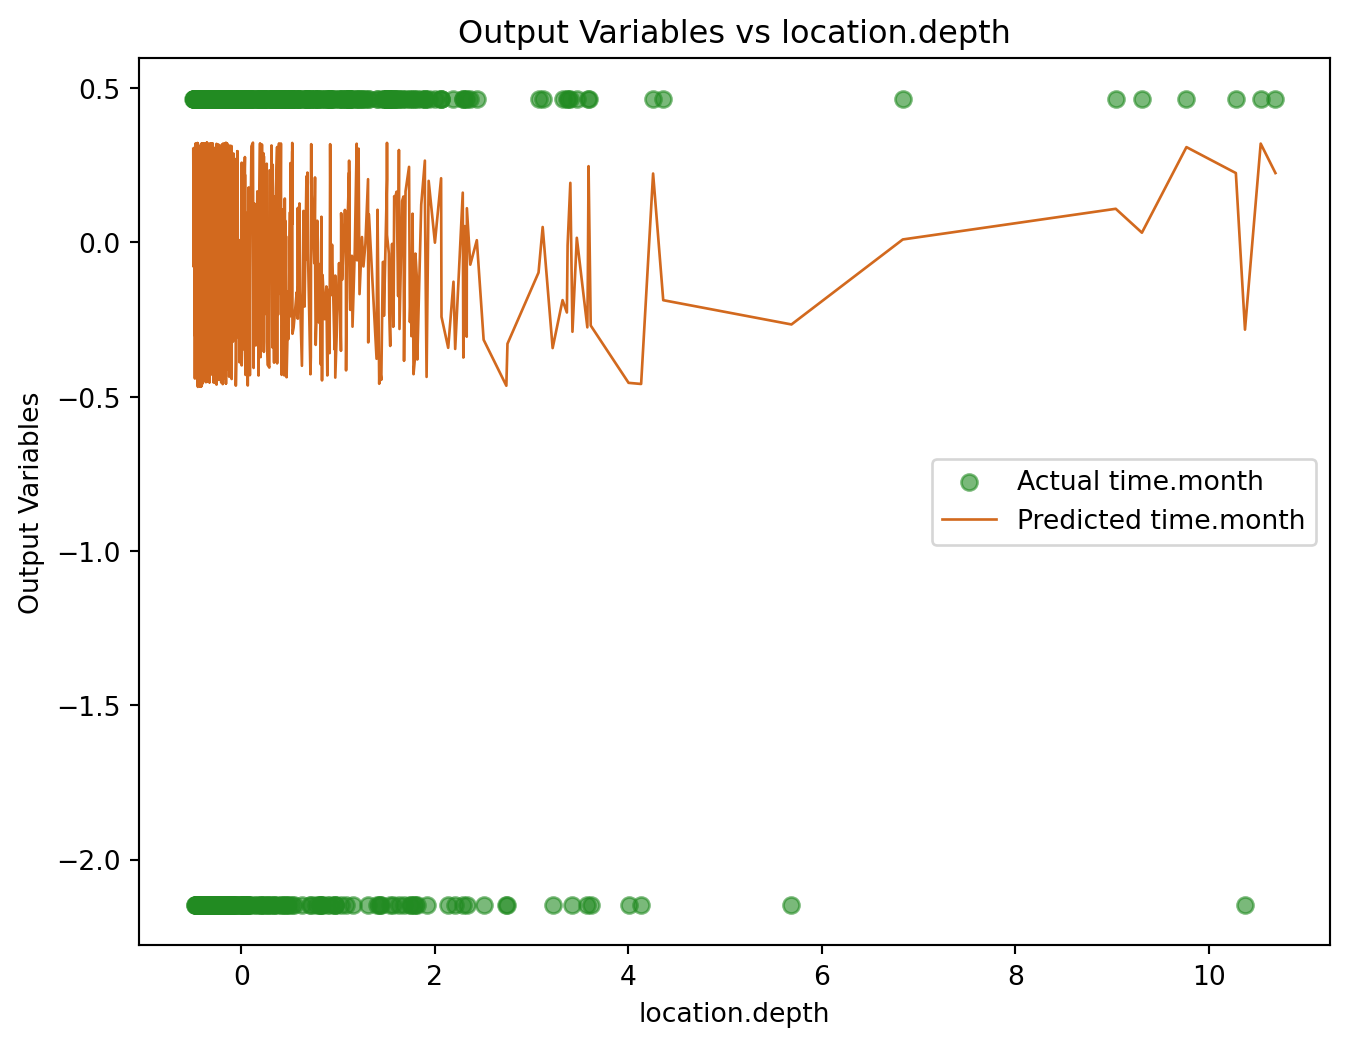 Output Variables vs location.depth
0.5
0.0
−0.5
−1.0
−1.5
−2.0
Output Variables
Actual time.month
Predicted time.month
0 2 4 6 8 10
location.depth